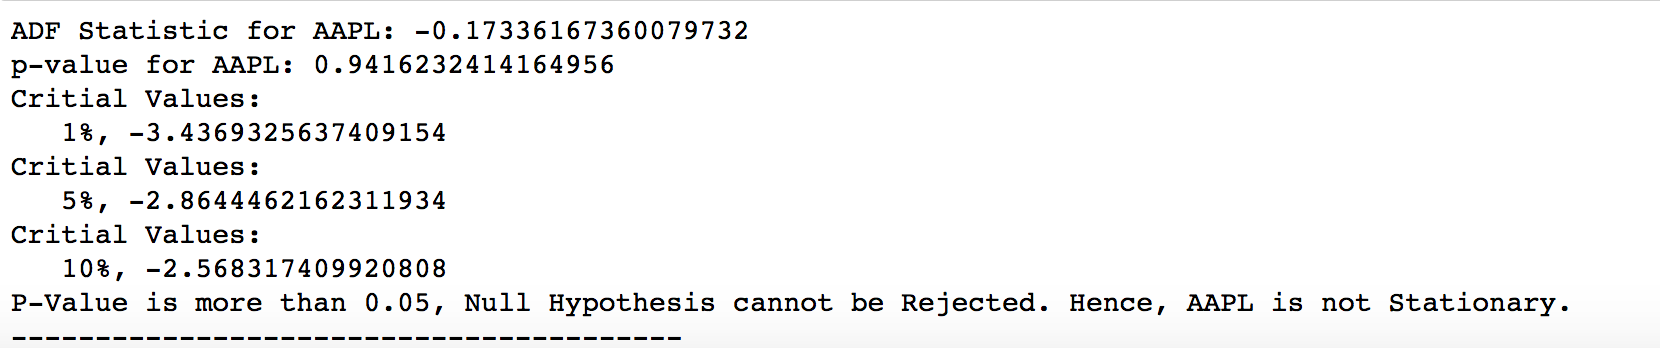 ADF Statistic for AAPL: -0.17336167360079732
p-value for AAPL: 0.9416232414164956
Critial Values:
   1%, -3.4369325637409154
Critial Values:
   5%, -2.8644462162311934
Critial Values:
   10%, -2.568317409920808
P-Value is more than 0.05, Null Hypothesis cannot be Rejected. Hence, AAPL is not Stationary.
----------------------------------------